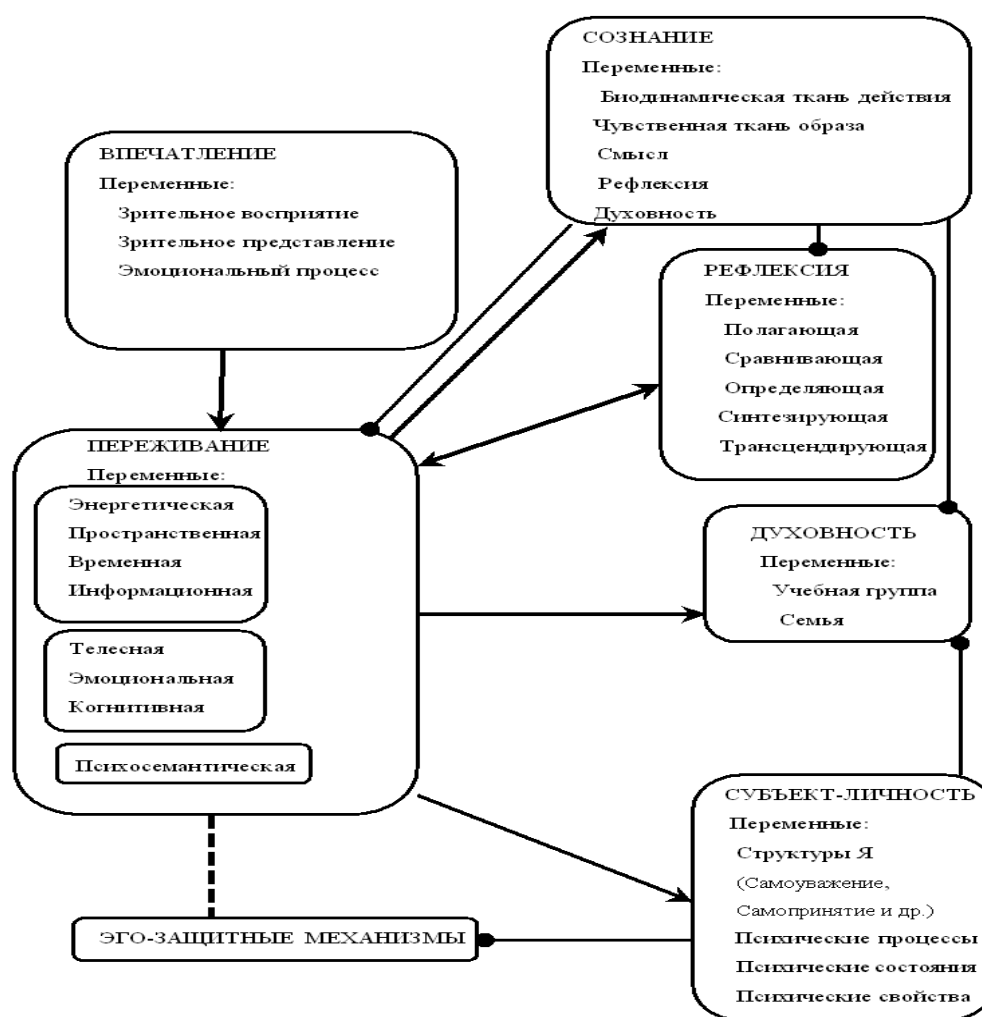 СОЗНАНИЕ
Переменные:
Биодинамическая ткань действия
Чувственная ткань образа
Смысл
Рефлексия
Духовность
ВПЕЧАТЛЕНИЕ
Переменные:
Зрительное восприятие
Зрительное представление
Эмоциональный процесс
РЕФЛЕКСИЯ
Переменные:
Полагающая
Сравнивающая
Определяющая
Синтезирующая
Трансцендирующая
ПЕРЕЖИВАНИЕ
Переменные:
Энергетическая
Пространственная
Временная
Информационная
Телесная
Эмоциональная
Когнитивная
Психосемантическая
ДУХОВНОСТЬ
Переменные:
Учебная группа
Семья
СУБЪЕКТ-ЛИЧНОСТЬ
Переменные:
Структуры Я
(Самоуважение,
Самопринятие и др.)
Психические процессы
Психические состояния
Психические свойства
ЭГО-ЗАЩИТНЫЕ МЕХАНИЗМЫ